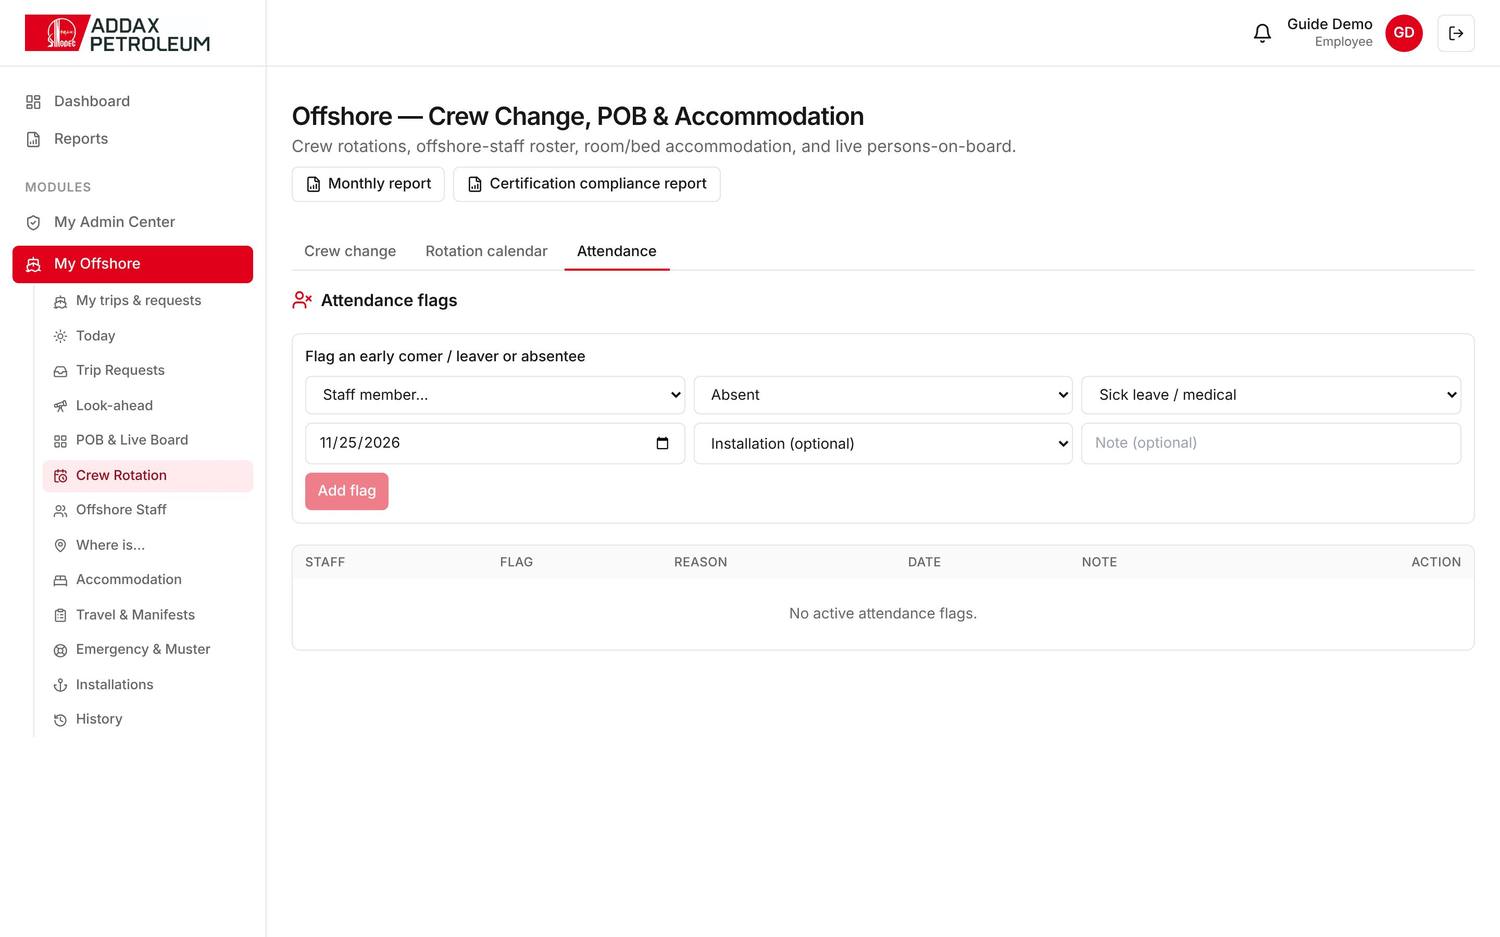 SINOPEC
ADDAX
PETROLEUM
Guide Demo
Employee
GD
Dashboard
Reports
MODULES
My Admin Center
My Offshore
My trips & requests
Today
Trip Requests
Look-ahead
POB & Live Board
Crew Rotation
Offshore Staff
Where is...
Accommodation
Travel & Manifests
Emergency & Muster
Installations
History
Offshore — Crew Change, POB & Accommodation
Crew rotations, offshore-staff roster, room/bed accommodation, and live persons-on-board.
Monthly report
Certification compliance report
Crew change Rotation calendar Attendance
Attendance flags
Flag an early comer / leaver or absentee
Staff member... Absent Sick leave / medical
11/25/2026 Installation (optional) Note (optional)
Add flag
STAFF FLAG REASON DATE NOTE ACTION
No active attendance flags.